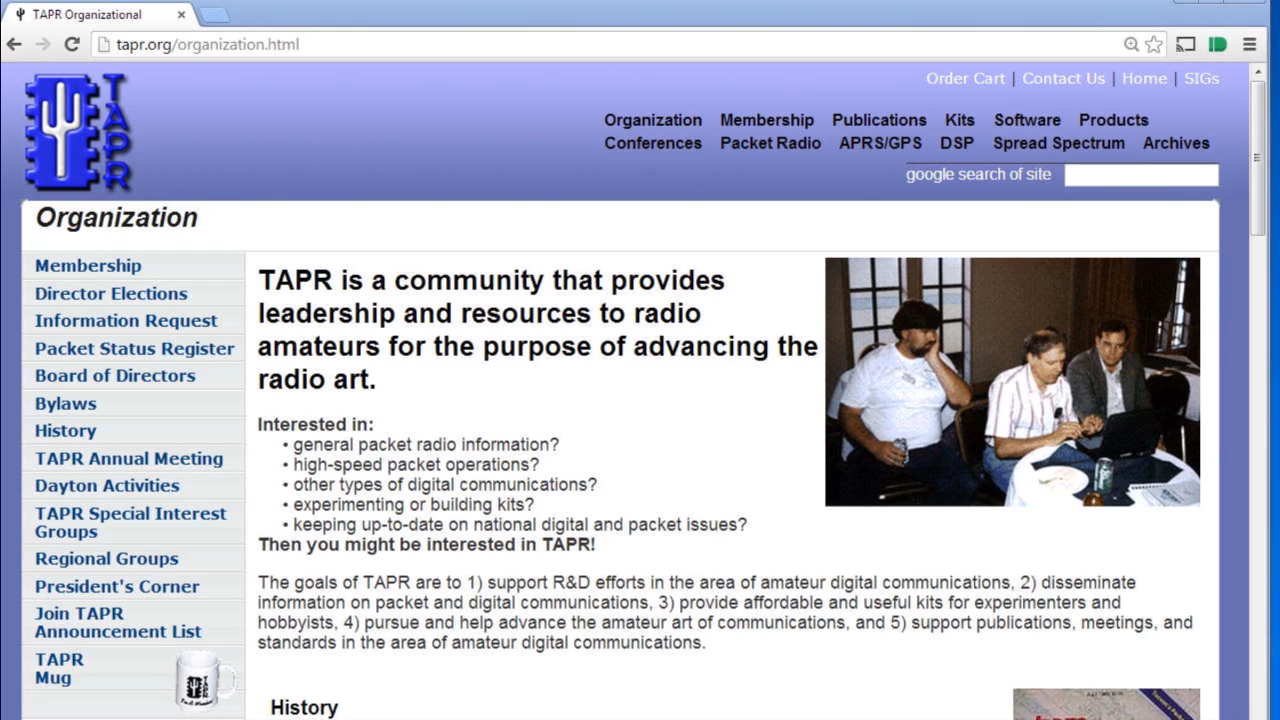 TAPR Organizational
tapr.org/organization.html
TAPR
Order Cart | Contact Us | Home | SIGs
Organization Membership Publications Kits Software Products
Conferences Packet Radio APRS/GPS DSP Spread Spectrum Archives
google search of site
Organization
Membership
Director Elections
Information Request
Packet Status Register
Board of Directors
Bylaws
History
TAPR Annual Meeting
Dayton Activities
TAPR Special Interest
Groups
Regional Groups
President's Corner
Join TAPR
Announcement List
TAPR
Mug
TAPR
TAPR is a community that provides
leadership and resources to radio
amateurs for the purpose of advancing the
radio art.
Interested in:
• general packet radio information?
• high-speed packet operations?
• other types of digital communications?
• experimenting or building kits?
• keeping up-to-date on national digital and packet issues?
Then you might be interested in TAPR!
The goals of TAPR are to 1) support R&D efforts in the area of amateur digital communications, 2) disseminate
information on packet and digital communications, 3) provide affordable and useful kits for experimenters and
hobbyists, 4) pursue and help advance the amateur art of communications, and 5) support publications, meetings, and
standards in the area of amateur digital communications.
History